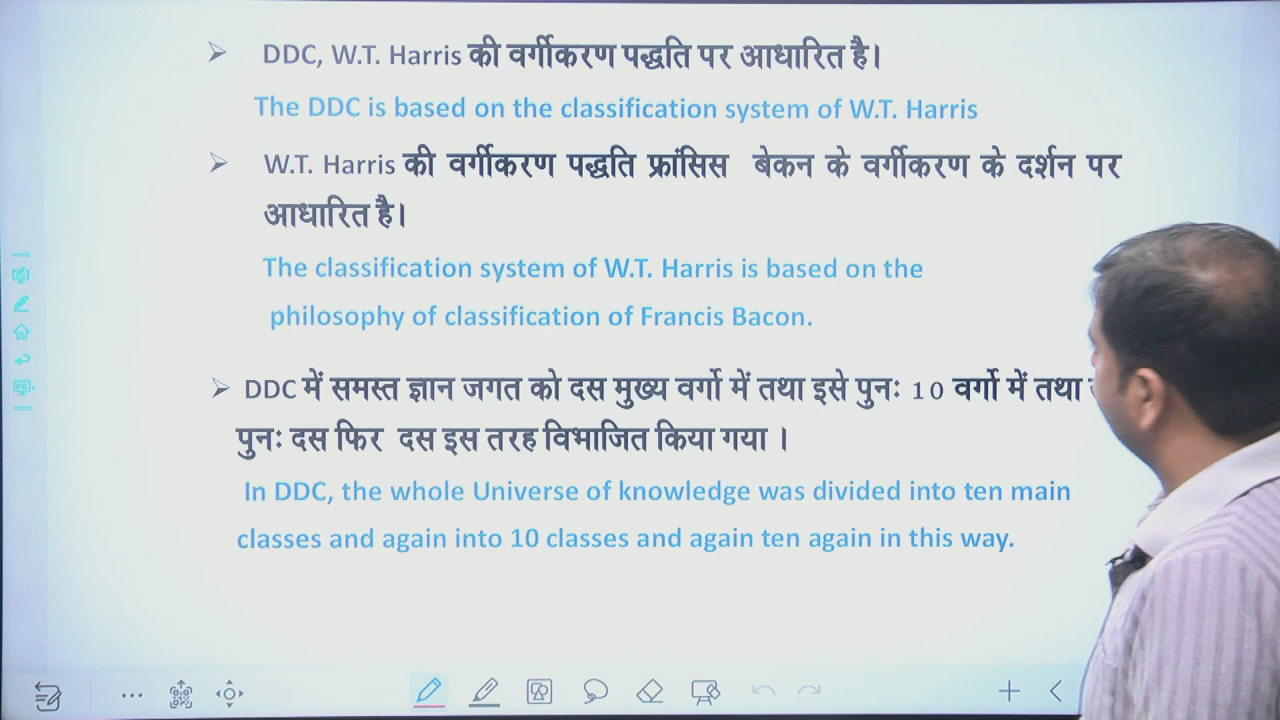 DDC, W.T. Harris की वर्गीकरण पद्धति पर आधारित है।
The DDC is based on the classification system of W.T. Harris
W.T. Harris की वर्गीकरण पद्धति फ्रांसिस बेकन के वर्गीकरण के दर्शन पर
आधारित है।
The classification system of W.T. Harris is based on the
philosophy of classification of Francis Bacon.
DDC में समस्त ज्ञान जगत को दस मुख्य वर्गो में तथा इसे पुनः 10 वर्गो में तथा
पुनः दस फिर दस इस तरह विभाजित किया गया ।
In DDC, the whole Universe of knowledge was divided into ten main
classes and again into 10 classes and again ten again in this way.